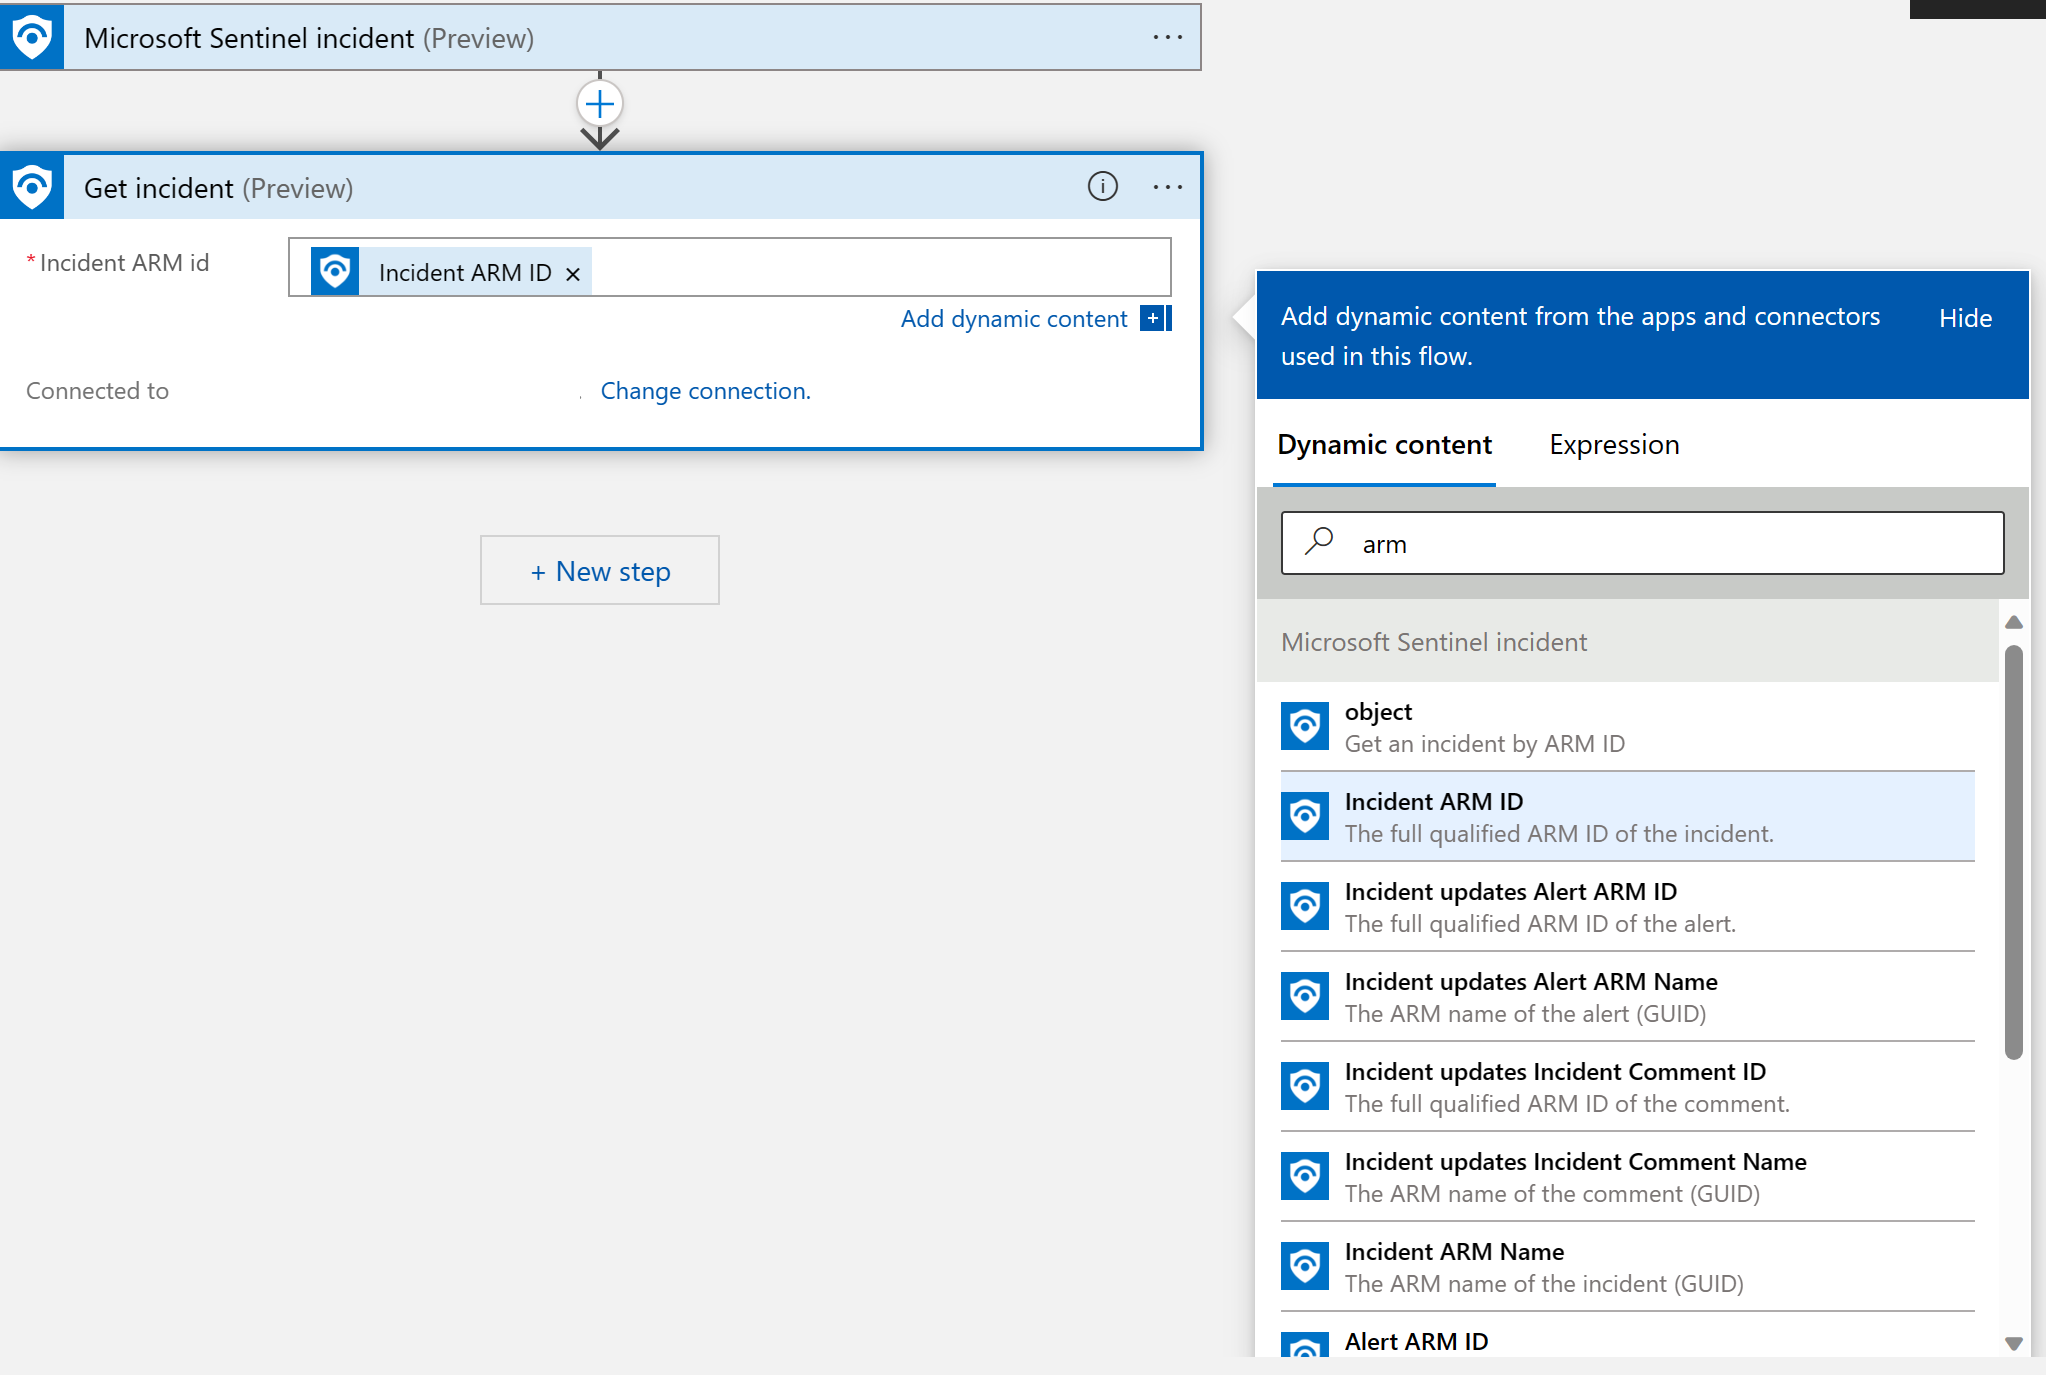 Microsoft Sentinel incident (Preview)
Get incident (Preview)
* Incident ARM id
Incident ARM ID ×
Add dynamic content
Connected to . Change connection.
+ New step
Add dynamic content from the apps and connectors
used in this flow.
Hide
Dynamic content Expression
arm
Microsoft Sentinel incident
object
Get an incident by ARM ID
Incident ARM ID
The full qualified ARM ID of the incident.
Incident updates Alert ARM ID
The full qualified ARM ID of the alert.
Incident updates Alert ARM Name
The ARM name of the alert (GUID)
Incident updates Incident Comment ID
The full qualified ARM ID of the comment.
Incident updates Incident Comment Name
The ARM name of the comment (GUID)
Incident ARM Name
The ARM name of the incident (GUID)
Alert ARM ID